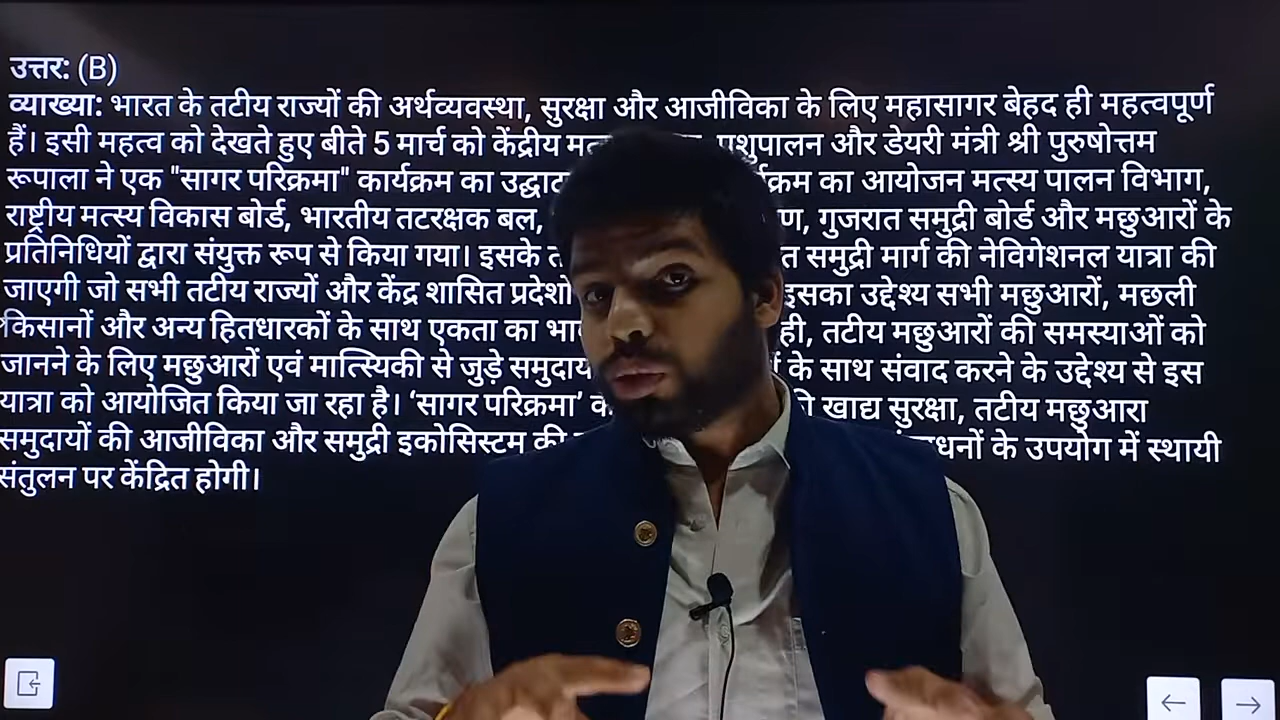 उत्तर: (B)
व्याख्या: भारत के तटीय राज्यों की अर्थव्यवस्था, सुरक्षा और आजीविका के लिए महासागर बेहद ही महत्वपूर्ण
हैं। इसी महत्व को देखते हुए बीते 5 मार्च को केंद्रीय पशुपालन और डेयरी मंत्री श्री पुरुषोत्तम
रूपाला ने एक "सागर परिक्रमा" कार्यक्रम का का आयोजन मत्स्य पालन विभाग,
राष्ट्रीय मत्स्य विकास बोर्ड, भारतीय तटरक्षक बल, गुजरात समुद्री बोर्ड और मछुआरों के
प्रतिनिधियों द्वारा संयुक्त रूप से किया गया। इसके समुद्री मार्ग की नेविगेशनल यात्रा की
जाएगी जो सभी तटीय राज्यों और केंद्र शासित इसका उद्देश्य सभी मछुआरों, मछली
किसानों और अन्य हितधारकों के साथ एकता का ही, तटीय मछुआरों की समस्याओं को
जानने के लिए मछुआरों एवं मात्स्यिकी से जुड़े के साथ संवाद करने के उद्देश्य से इस
यात्रा को आयोजित किया जा रहा है। ‘सागर परिक्रमा’ खाद्य सुरक्षा, तटीय मछुआरा
समुदायों की आजीविका और समुद्री इकोसिस्टम की के उपयोग में स्थायी
संतुलन पर केंद्रित होगी।